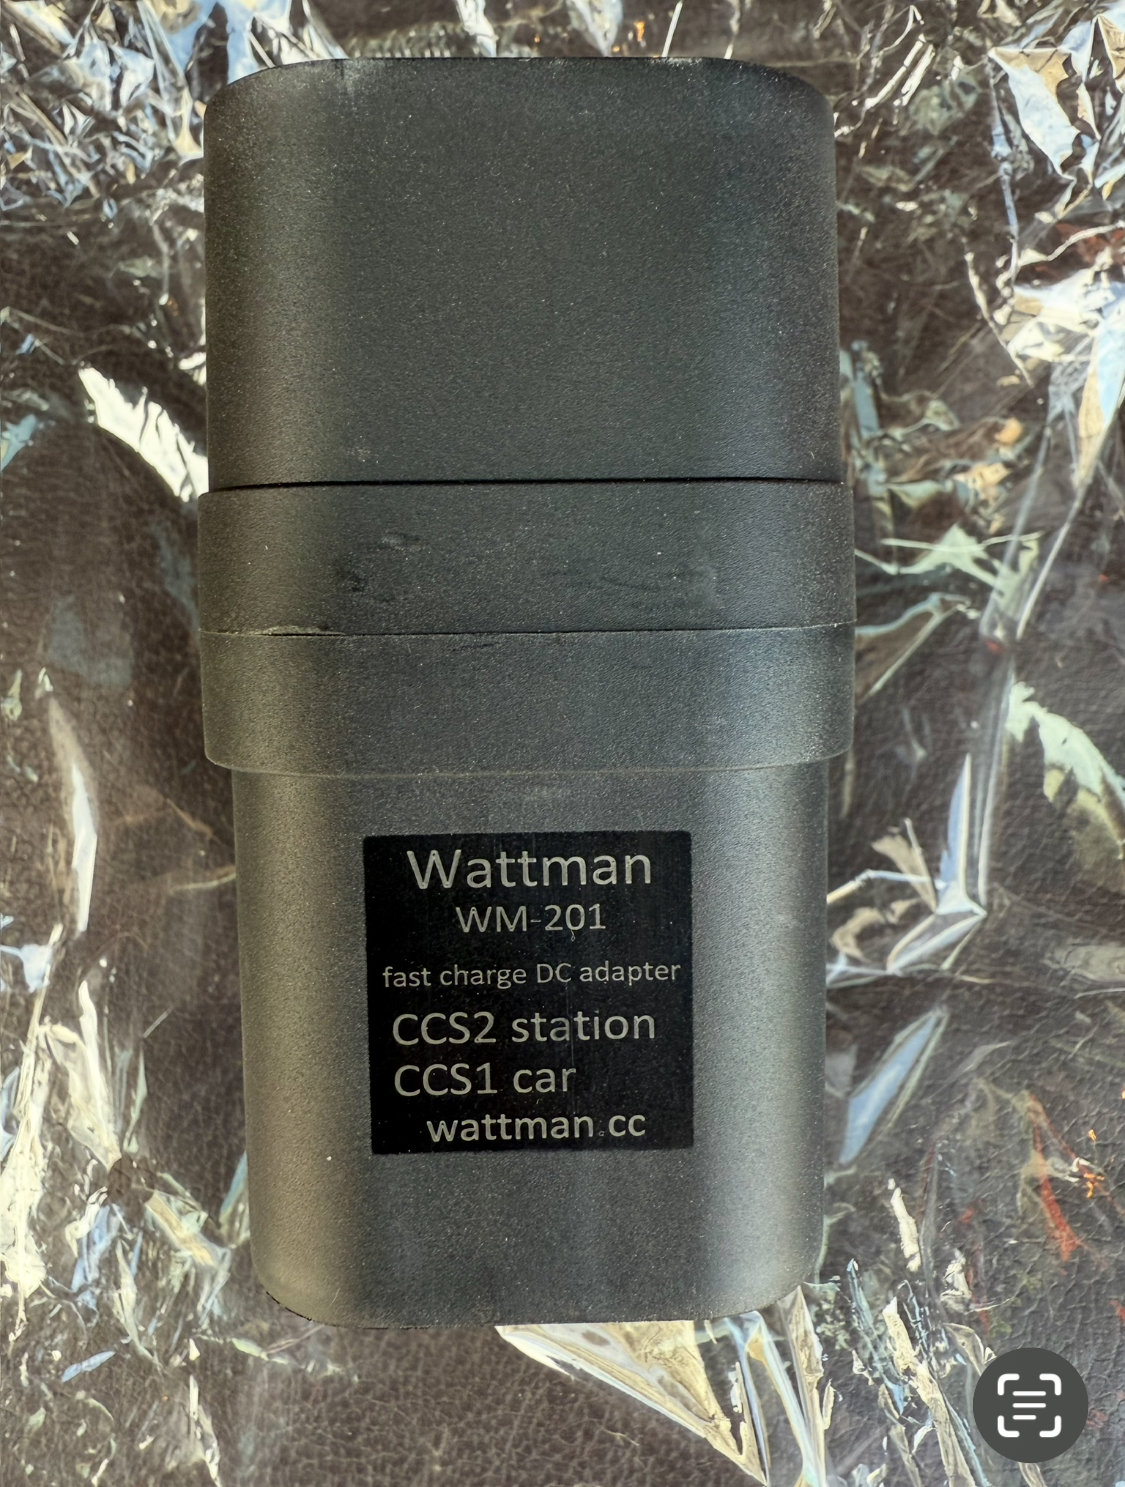 Wattman
WM-201
fast charge DC adapter
CCS2 station
CCS1 car
wattman.cc